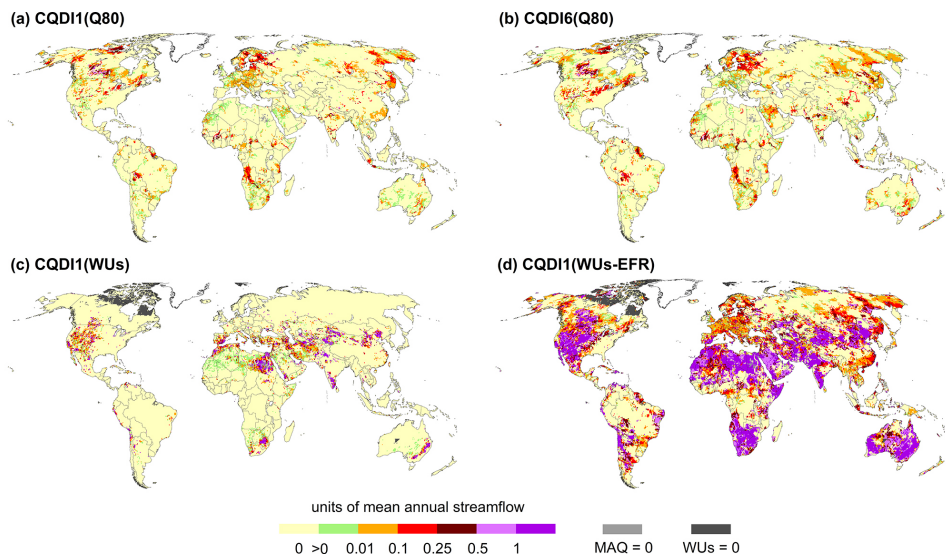 (a) CQDI1(Q80)
(b) CQDI6(Q80)
(c) CQDI1(WUs)
(d) CQDI1(WUs-EFR)
units of mean annual streamflow
0 >0 0.01 0.1 0.25 0.5 1
MAQ = 0
WUs = 0